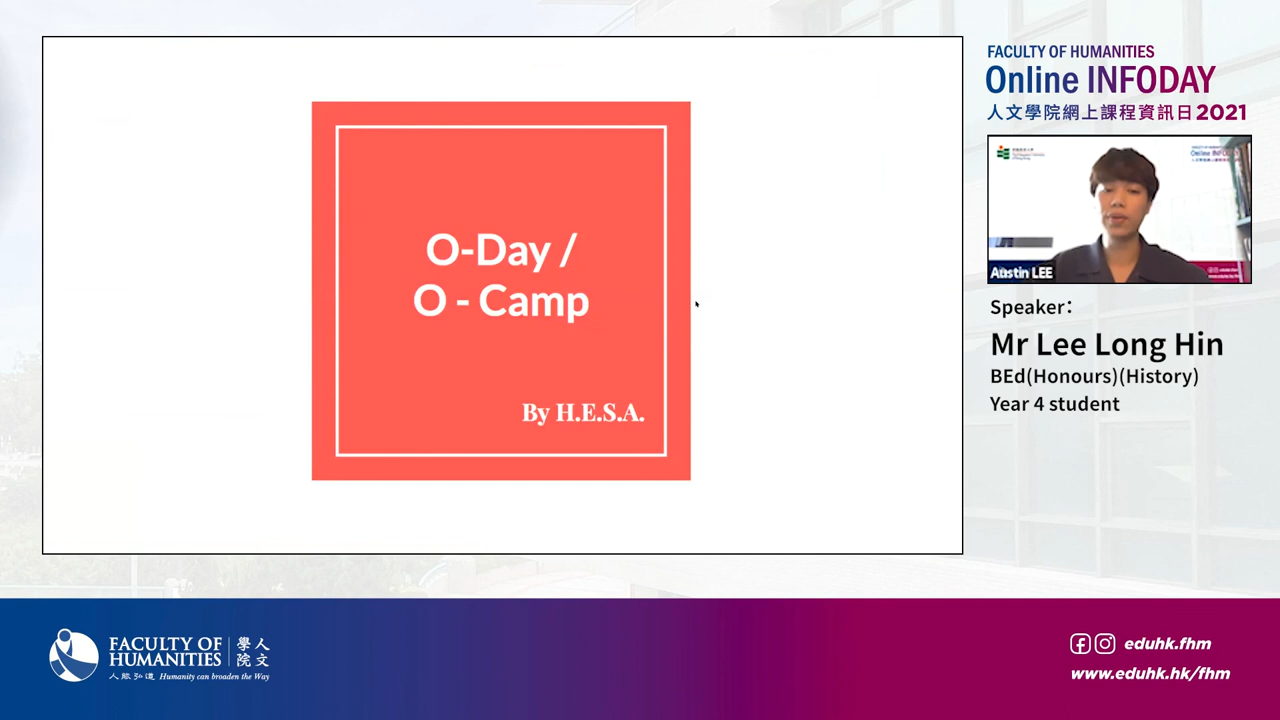 O-Day /
O - Camp
By H.E.S.A.
FACULTY OF HUMANITIES
Online INFODAY
人文學院網上課程資訊日2021
Austin LEE
Speaker：
Mr Lee Long Hin
BEd(Honours)(History)
Year 4 student
FACULTY OF
HUMANITIES
學人
院文
人能弘道 Humanity can broaden the Way
eduhk.fhm
www.eduhk.hk/fhm